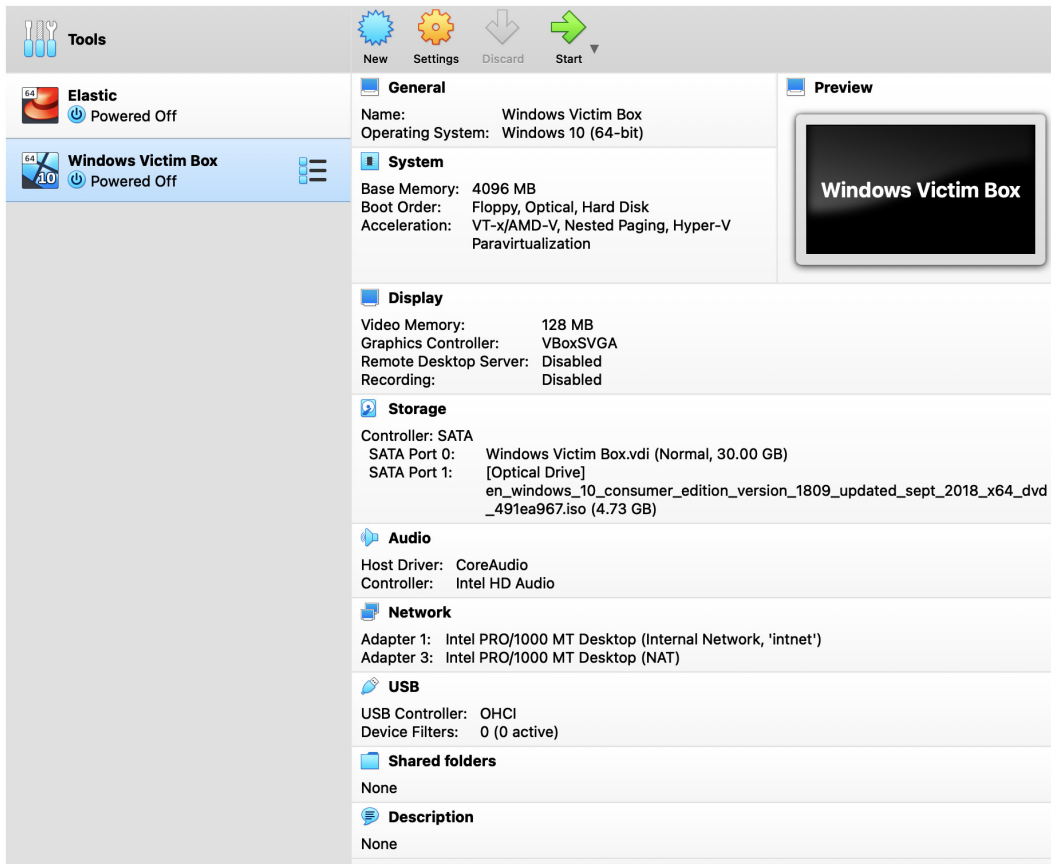 Tools
New
Settings
Discard
Start
64
Elastic
Powered Off
64
10
Windows Victim Box
Powered Off
General
Name: Windows Victim Box
Operating System: Windows 10 (64-bit)
Preview
Windows Victim Box
System
Base Memory: 4096 MB
Boot Order: Floppy, Optical, Hard Disk
Acceleration: VT-x/AMD-V, Nested Paging, Hyper-V
Paravirtualization
Display
Video Memory: 128 MB
Graphics Controller: VBoxSVGA
Remote Desktop Server: Disabled
Recording: Disabled
Storage
Controller: SATA
SATA Port 0: Windows Victim Box.vdi (Normal, 30.00 GB)
SATA Port 1: [Optical Drive]
en_windows_10_consumer_edition_version_1809_updated_sept_2018_x64_dvd
_491ea967.iso (4.73 GB)
Audio
Host Driver: CoreAudio
Controller: Intel HD Audio
Network
Adapter 1: Intel PRO/1000 MT Desktop (Internal Network, 'intnet')
Adapter 3: Intel PRO/1000 MT Desktop (NAT)
USB
USB Controller: OHCI
Device Filters: 0 (0 active)
Shared folders
None
Description
None